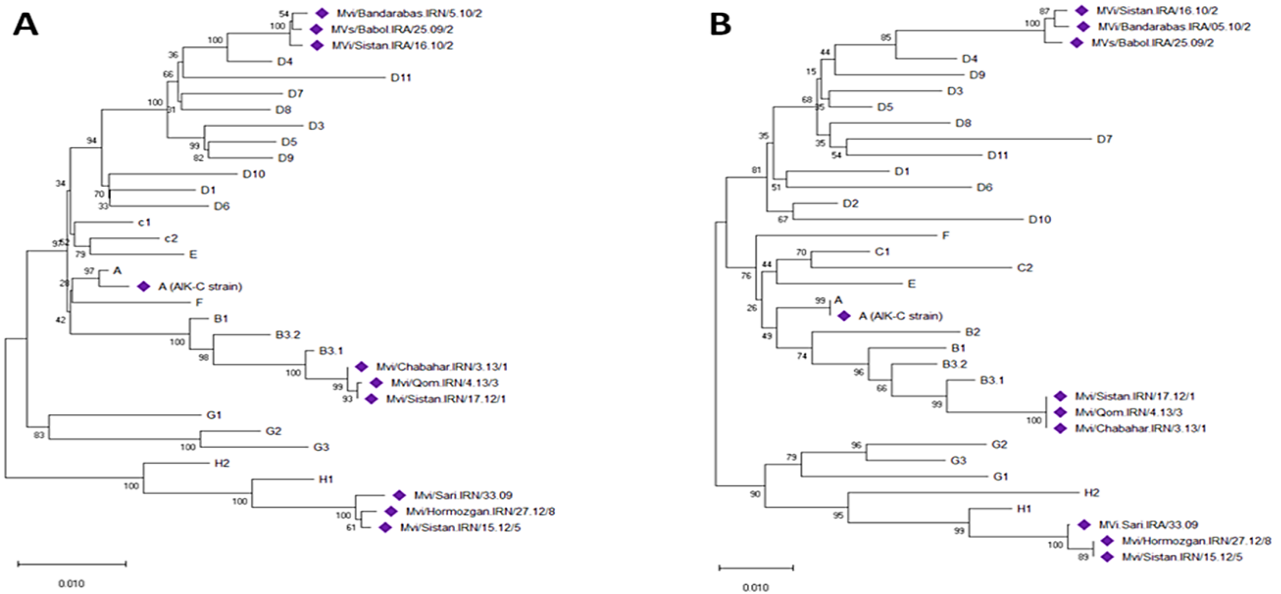 A
54
Mvi/Bandarabas.IRN/5.10/2
100
MVs/Babol.IRA/25.09/2
100
MVi/Sistan.IRA/16.10/2
36
D4
66
D11
D7
100
31
D8
D3
94
99
D5
82
D9
D10
34
70
D1
33
D6
c1
52
c2
79
E
97
A
28
A (AIK-C strain)
F
42
B1
100
B3.2
98
B3.1
100
Mvi/Chabahar.IRN/3.13/1
99
Mvi/Qom.IRN/4.13/3
93
Mvi/Sistan.IRN/17.12/1
G1
83
G2
100
G3
H2
100
H1
100
Mvi/Sari.IRN/33.09
100
Mvi/Hormozgan.IRN/27.12/8
61
Mvi/Sistan.IRN/15.12/5
0.010
B
87
MVi/Sistan.IRA/16.10/2
100
MVi/Bandarabas.IRA/05.10/2
85
MVs/Babol.IRA/25.09/2
44
D4
15
D9
D3
68
35
D5
D8
35
D7
54
D11
35
D1
81
51
D6
D2
67
D10
F
70
C1
76
44
C2
E
26
99
A
A (AIK-C strain)
49
B2
74
B1
96
B3.2
66
B3.1
99
Mvi/Sistan.IRN/17.12/1
Mvi/Qom.IRN/4.13/3
100
Mvi/Chabahar.IRN/3.13/1
96
G2
79
G3
G1
90
H2
95
H1
99
MVi.Sari.IRA/33.09
100
Mvi/Hormozgan.IRN/27.12/8
89
Mvi/Sistan.IRN/15.12/5
0.010